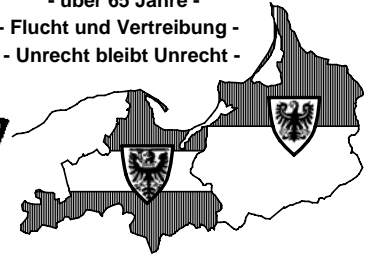 - über 65 Jahre -
- Flucht und Vertreibung -
- Unrecht bleibt Unrecht -